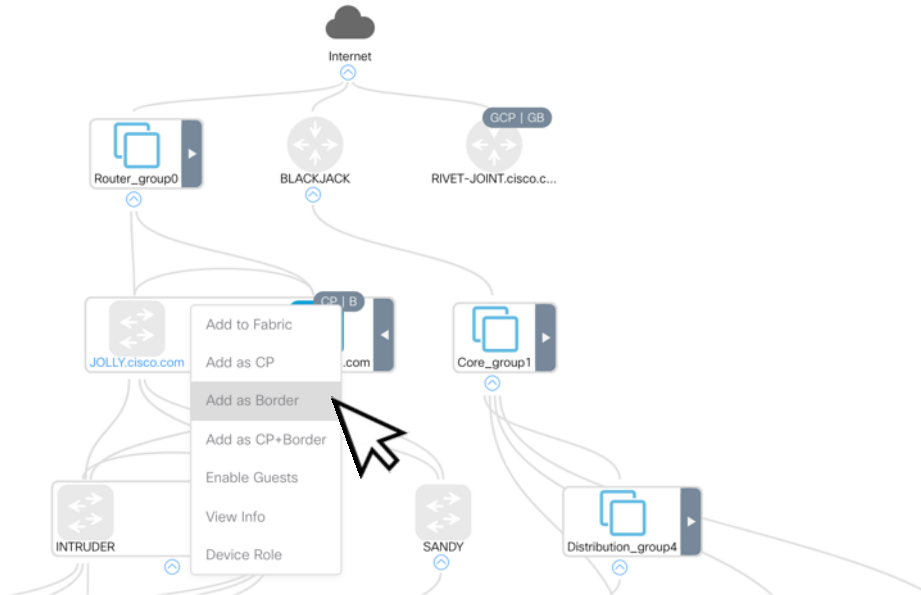 Internet
GCP | GB
Router_group0
BLACKJACK
RIVET-JOINT.cisco.c...
CP | B
JOLLY.cisco.com
.com
Core_group1
Add to Fabric
Add as CP
Add as Border
Add as CP+Border
Enable Guests
View Info
Device Role
INTRUDER
SANDY
Distribution_group4